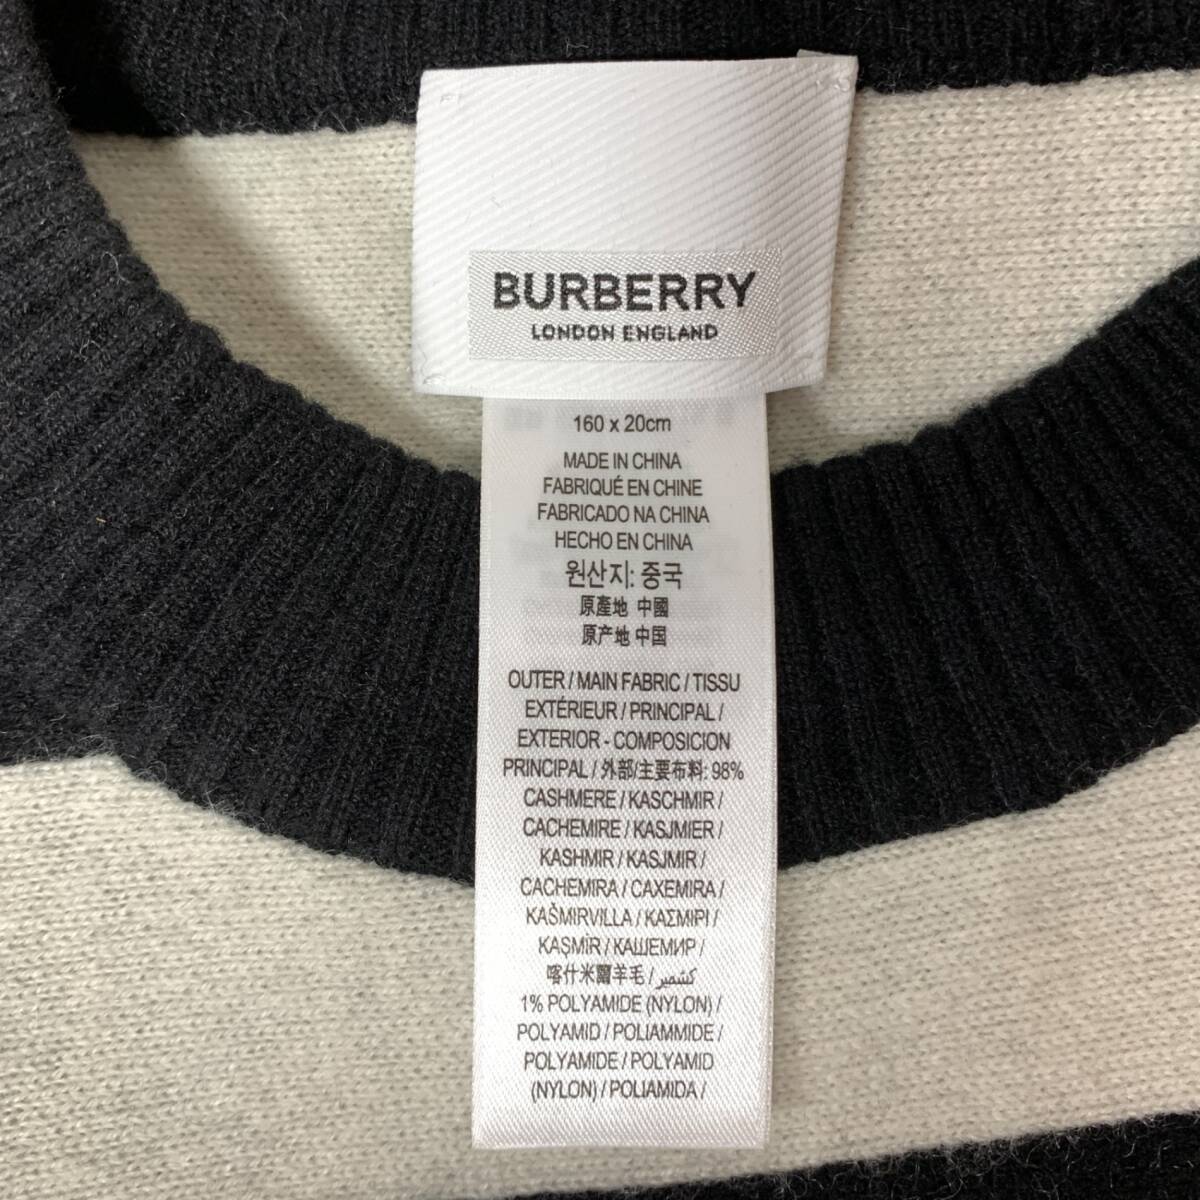 BURBERRY
LONDON ENGLAND
160 x 20cm
MADE IN CHINA
FABRIQUÉ EN CHINE
FABRICADO NA CHINA
HECHO EN CHINA
원산지: 중국
原產地 中國
原产地 中国
OUTER / MAIN FABRIC / TISSU
EXTÉRIEUR / PRINCIPAL /
EXTERIOR - COMPOSICION
PRINCIPAL / 外部/主要布料: 98%
CASHMERE / KASCHMIR /
CACHEMIRE / KASJMIER /
KASHMIR / KASJMIR /
CACHEMIRA / CAXEMIRA /
KAŠMIRVILLA / ΚΑΣΜΙΡΙ /
KAŞMİR / КАШЕМИР /
喀什米爾羊毛 / كشمير /
1% POLYAMIDE (NYLON) /
POLYAMID / POLIAMMIDE /
POLYAMIDE / POLYAMID
(NYLON) / POLIAMIDA /